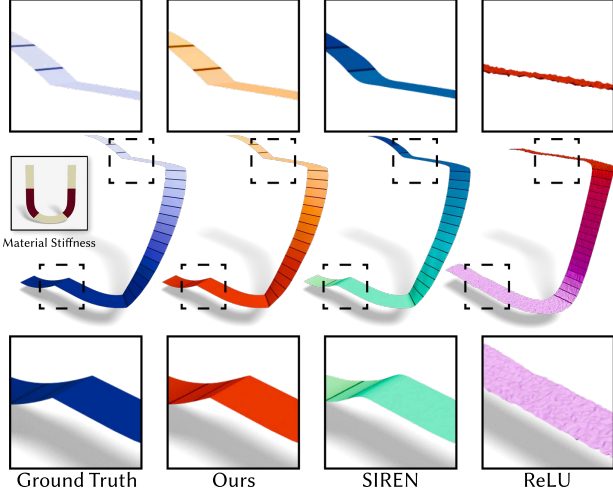 Material Stiffness
Ground Truth
Ours
SIREN
ReLU